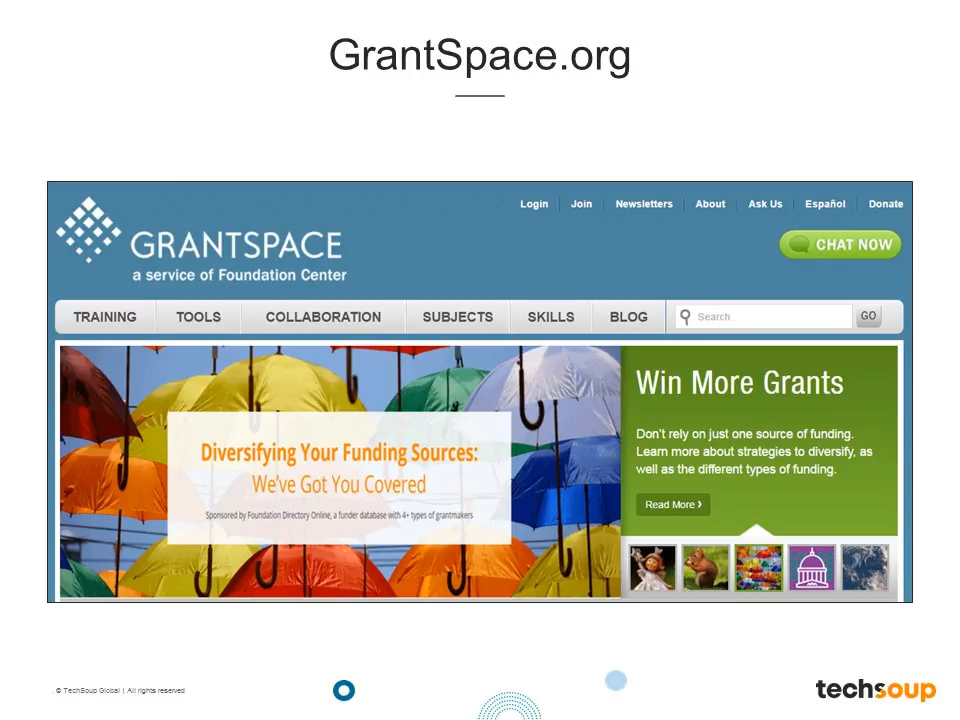 GrantSpace.org
Login Join Newsletters About Ask Us Español Donate
GRANTSPACE
a service of Foundation Center
CHAT NOW
TRAINING TOOLS COLLABORATION SUBJECTS SKILLS BLOG Search GO
Diversifying Your Funding Sources:
We've Got You Covered
Sponsored by Foundation Directory Online, a funder database with 4+ types of grantmakers
Win More Grants
Don't rely on just one source of funding.
Learn more about strategies to diversify, as
well as the different types of funding.
Read More ›
. © TechSoup Global | All rights reserved
techsoup